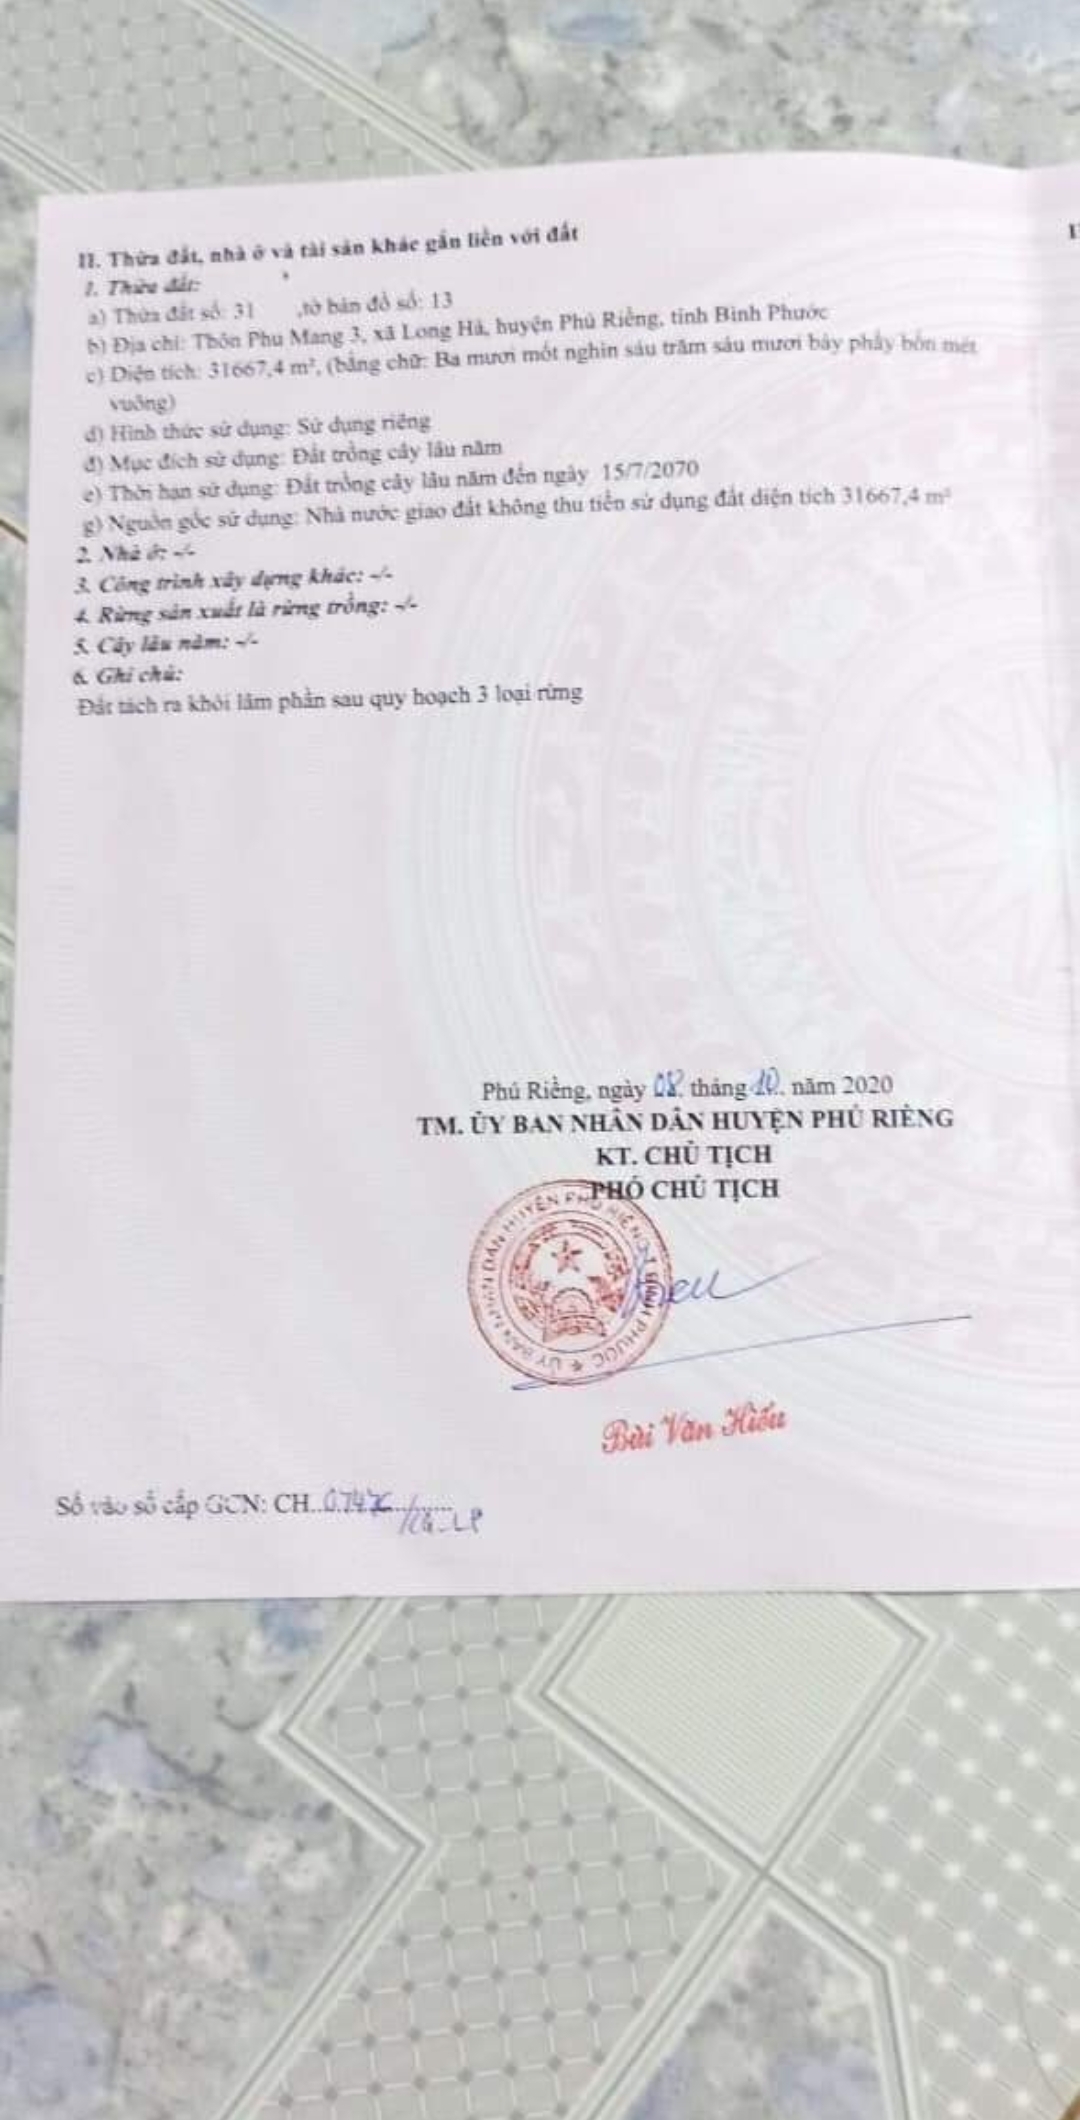 II. Thửa đất, nhà ở và tài sản khác gắn liền với đất
1. Thửa đất:
a) Thửa đất số: 31 ,tờ bản đồ số: 13
b) Địa chỉ: Thôn Phu Mang 3, xã Long Hà, huyện Phú Riềng, tỉnh Bình Phước
c) Diện tích: 31667,4 m², (bằng chữ: Ba mươi mốt nghìn sáu trăm sáu mươi bảy phẩy bốn mét
vuông)
d) Hình thức sử dụng: Sử dụng riêng
đ) Mục đích sử dụng: Đất trồng cây lâu năm
e) Thời hạn sử dụng: Đất trồng cây lâu năm đến ngày 15/7/2070
g) Nguồn gốc sử dụng: Nhà nước giao đất không thu tiền sử dụng đất diện tích 31667,4 m²
2. Nhà ở: -/-
3. Công trình xây dựng khác: -/-
4. Rừng sản xuất là rừng trồng: -/-
5. Cây lâu năm: -/-
6. Ghi chú:
Đất tách ra khỏi lâm phần sau quy hoạch 3 loại rừng
Phú Riềng, ngày 08 tháng 10 năm 2020
TM. ỦY BAN NHÂN DÂN HUYỆN PHÚ RIỀNG
KT. CHỦ TỊCH
PHÓ CHỦ TỊCH
ỦY BAN NHÂN DÂN HUYỆN PHÚ RIỀNG T. BÌNH PHƯỚC
Bùi Văn Hiếu
Số vào sổ cấp GCN: CH